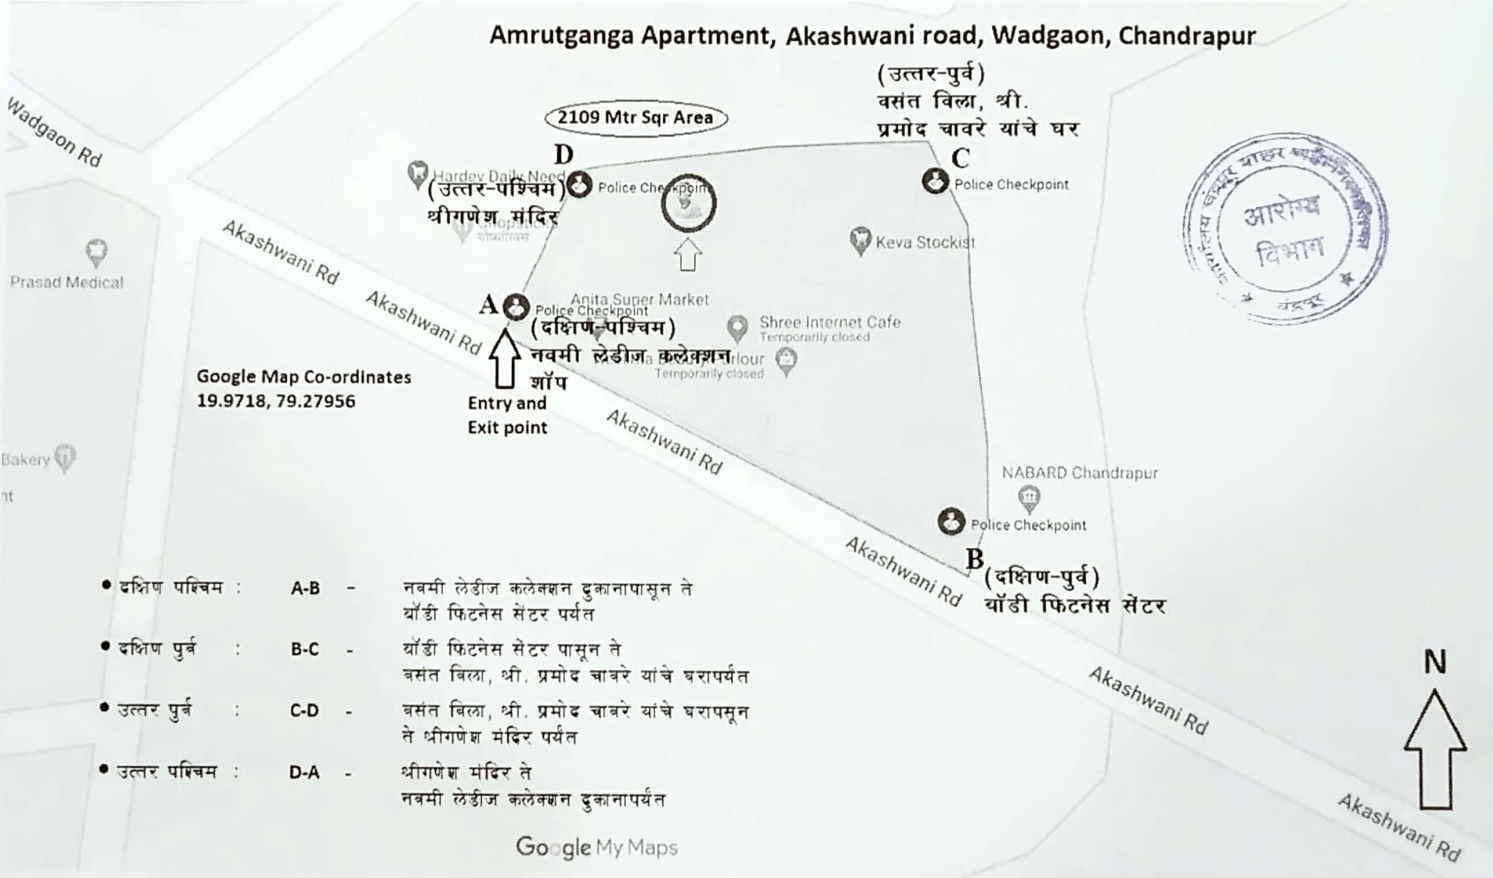 Amrutganga Apartment, Akashwani road, Wadgaon, Chandrapur
(उत्तर-पुर्व)
वसंत विला, श्री.
प्रमोद चावरे यांचे घर
2109 Mtr Sqr Area
Wadgaon Rd
D
C
Hardev Daily Need
Police Checkpoint
Police Checkpoint
(उत्तर-पश्चिम)
श्रीगणेश मंदिर
आरोग्य
विभाग
चंद्रपूर
Akashwani Rd
Keva Stockist
Prasad Medical
Akashwani Rd
A
Anita Super Market
Police Checkpoint
(दक्षिण-पश्चिम)
Shree Internet Cafe
Temporarily closed
नवमी लेडीज कलेक्शन
शॉप
Temporarily closed
Google Map Co-ordinates
19.9718, 79.27956
Entry and
Exit point
Akashwani Rd
Bakery
nt
NABARD Chandrapur
Police Checkpoint
Akashwani Rd
B
(दक्षिण-पुर्व)
यॉडी फिटनेस सेंटर
• दक्षिण पश्चिम : A-B - नवमी लेडीज कलेक्शन दुकानापासून ते
यॉडी फिटनेस सेंटर पर्यत
• दक्षिण पुर्व : B-C - यॉडी फिटनेस सेंटर पासून ते
वसंत विला, श्री. प्रमोद चावरे यांचे घरापर्यंत
• उत्तर पुर्व : C-D - वसंत विला, श्री. प्रमोद चावरे यांचे घरापसून
ते श्रीगणेश मंदिर पर्यत
• उत्तर पश्चिम : D-A - श्रीगणेश मंदिर ते
नवमी लेडीज कलेक्शन दुकानापर्यंत
N
Akashwani Rd
Akashwani Rd
Google My Maps